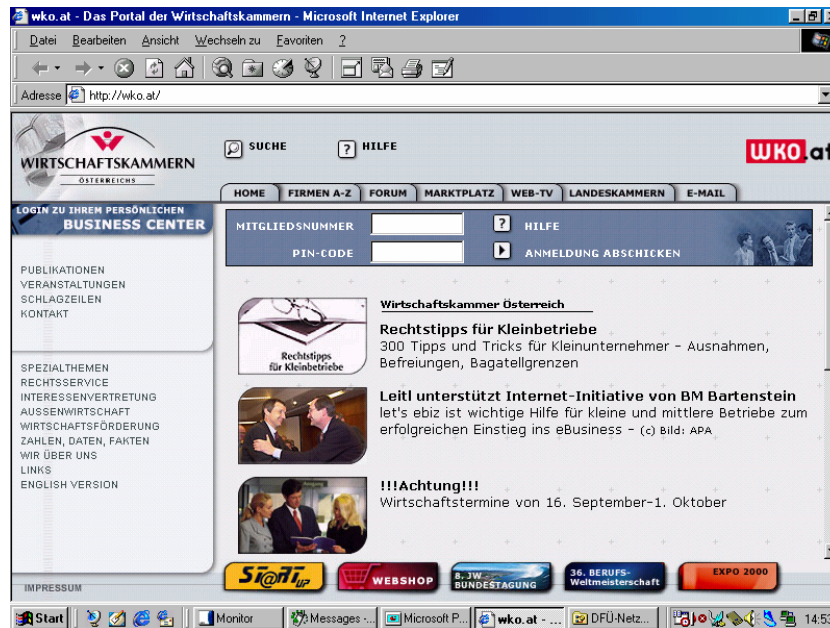 wko.at - Das Portal der Wirtschaftskammern - Microsoft Internet Explorer
Datei Bearbeiten Ansicht Wechseln zu Favoriten ?
Adresse http://wko.at/
WIRTSCHAFTSKAMMERN
ÖSTERREICHS
SUCHE
? HILFE
WKO.at
HOME FIRMEN A-Z FORUM MARKTPLATZ WEB-TV LANDESKAMMERN E-MAIL
LOGIN ZU IHREM PERSÖNLICHEN
BUSINESS CENTER
MITGLIEDSNUMMER ? HILFE
PIN-CODE ANMELDUNG ABSCHICKEN
PUBLIKATIONEN
VERANSTALTUNGEN
SCHLAGZEILEN
KONTAKT
SPEZIALTHEMEN
RECHTSSERVICE
INTERESSENVERTRETUNG
AUSSENWIRTSCHAFT
WIRTSCHAFTSFÖRDERUNG
ZAHLEN, DATEN, FAKTEN
WIR ÜBER UNS
LINKS
ENGLISH VERSION
IMPRESSUM
Rechtstipps
für Kleinbetriebe
Wirtschaftskammer Österreich
Rechtstipps für Kleinbetriebe
300 Tipps und Tricks für Kleinunternehmer - Ausnahmen,
Befreiungen, Bagatellgrenzen
Leitl unterstützt Internet-Initiative von BM Bartenstein
let's ebiz ist wichtige Hilfe für kleine und mittlere Betriebe zum
erfolgreichen Einstieg ins eBusiness - (c) Bild: APA
!!!Achtung!!!
Wirtschaftstermine von 16. September-1. Oktober
ST@RT UP
WEBSHOP
8. JW
BUNDESTAGUNG
36. BERUFS-
Weltmeisterschaft
EXPO 2000
Start Monitor Messages -... Microsoft P... wko.at - ... DFÜ-Netz... 14:53